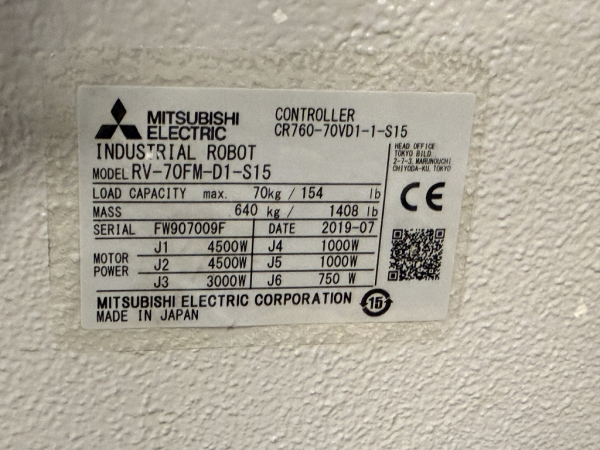 MITSUBISHI ELECTRIC
CONTROLLER
CR760-70VD1-1-S15
INDUSTRIAL ROBOT
MODEL RV-70FM-D1-S15
HEAD OFFICE
TOKYO BLD.
2-7-3, MARUNOUCHI
CHIYODA-KU, TOKYO
LOAD CAPACITY max. 70kg / 154 lb
MASS 640 kg / 1408 lb
SERIAL FW907009F DATE 2019-07
MOTOR POWER
J1 4500W J4 1000W
J2 4500W J5 1000W
J3 3000W J6 750 W
CE
MITSUBISHI ELECTRIC CORPORATION 15
MADE IN JAPAN